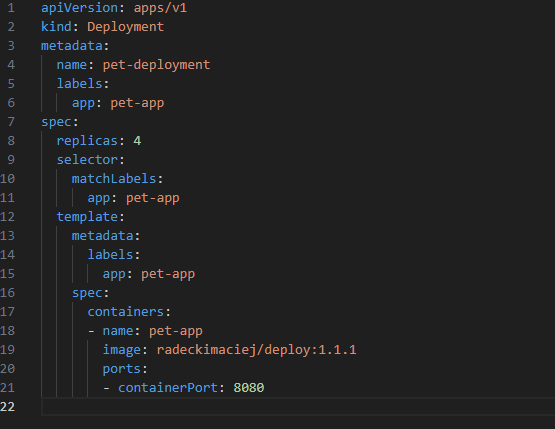 1 apiVersion: apps/v1
2 kind: Deployment
3 metadata:
4   name: pet-deployment
5   labels:
6     app: pet-app
7 spec:
8   replicas: 4
9   selector:
10     matchLabels:
11       app: pet-app
12   template:
13     metadata:
14       labels:
15         app: pet-app
16     spec:
17       containers:
18       - name: pet-app
19         image: radeckimaciej/deploy:1.1.1
20         ports:
21         - containerPort: 8080
22